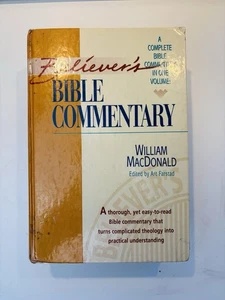 A
COMPLETE
BIBLE
COMMENTARY
IN ONE
VOLUME
Believer's
BIBLE
COMMENTARY
WILLIAM
MACDONALD
Edited by Art Farstad
A thorough, yet easy-to-read
Bible commentary that
turns complicated theology into
practical understanding